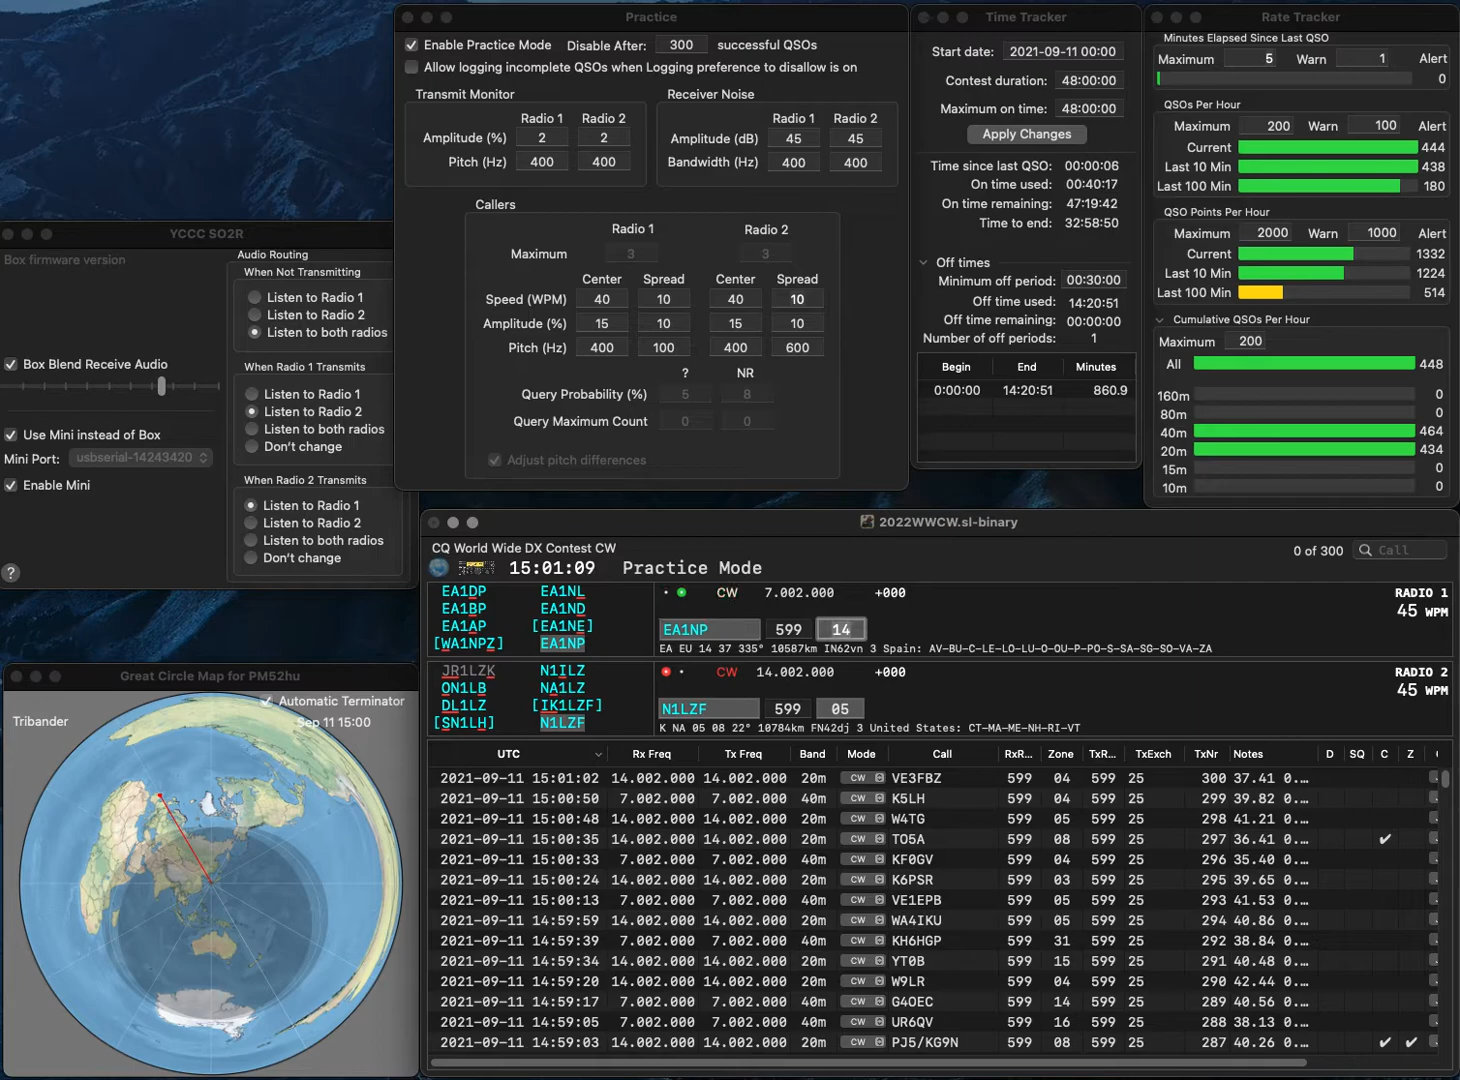 Practice
Enable Practice Mode Disable After: 300 successful QSOs
Allow logging incomplete QSOs when Logging preference to disallow is on
Transmit Monitor
Radio 1 Radio 2
Amplitude (%) 2 2
Pitch (Hz) 400 400
Receiver Noise
Radio 1 Radio 2
Amplitude (dB) 45 45
Bandwidth (Hz) 400 400
Callers
Radio 1 Radio 2
Maximum 3 3
Center Spread Center Spread
Speed (WPM) 40 10 40 10
Amplitude (%) 15 10 15 10
Pitch (Hz) 400 100 400 600
? NR
Query Probability (%) 5 8
Query Maximum Count 0 0
Adjust pitch differences
Time Tracker
Start date: 2021-09-11 00:00
Contest duration: 48:00:00
Maximum on time: 48:00:00
Apply Changes
Time since last QSO: 00:00:06
On time used: 00:40:17
On time remaining: 47:19:42
Time to end: 32:58:50
Off times
Minimum off period: 00:30:00
Off time used: 14:20:51
Off time remaining: 00:00:00
Number of off periods: 1
Begin End Minutes
0:00:00 14:20:51 860.9
Rate Tracker
Minutes Elapsed Since Last QSO
Maximum 5 Warn 1 Alert
0
QSOs Per Hour
Maximum 200 Warn 100 Alert
Current 444
Last 10 Min 438
Last 100 Min 180
QSO Points Per Hour
Maximum 2000 Warn 1000 Alert
Current 1332
Last 10 Min 1224
Last 100 Min 514
Cumulative QSOs Per Hour
Maximum 200
All 448
160m 0
80m 0
40m 464
20m 434
15m 0
10m 0
YCCC SO2R
Box firmware version
Box Blend Receive Audio
Use Mini instead of Box
Mini Port: usbserial-14243420
Enable Mini
?
Audio Routing
When Not Transmitting
Listen to Radio 1
Listen to Radio 2
Listen to both radios
When Radio 1 Transmits
Listen to Radio 1
Listen to Radio 2
Listen to both radios
Don't change
When Radio 2 Transmits
Listen to Radio 1
Listen to Radio 2
Listen to both radios
Don't change
Great Circle Map for PM52hu
Automatic Terminator
Tribander Sep 11 15:00
2022WWCW.sl-binary
CQ World Wide DX Contest CW
0 of 300 Call
15:01:09 Practice Mode
EA1DP EA1NL
EA1BP EA1ND
EA1AP [EA1NE]
[WA1NPZ] EA1NP
CW 7.002.000 +000 RADIO 1
45 WPM
EA1NP 599 14
EA EU 14 37 335° 10587km IN62vn 3 Spain: AV-BU-C-LE-LO-LU-O-OU-P-PO-S-SA-SG-SO-VA-ZA
JR1LZK N1ILZ
ON1LB NA1LZ
DL1LZ [IK1LZF]
[SN1LH] N1LZF
CW 14.002.000 +000 RADIO 2
45 WPM
N1LZF 599 05
K NA 05 08 22° 10784km FN42dj 3 United States: CT-MA-ME-NH-RI-VT
UTC Rx Freq Tx Freq Band Mode Call RxR... Zone TxR... TxExch TxNr Notes D SQ C Z
2021-09-11 15:01:02 14.002.000 14.002.000 20m CW VE3FBZ 599 04 599 25 300 37.41 0....
2021-09-11 15:00:50 7.002.000 7.002.000 40m CW K5LH 599 04 599 25 299 39.82 0....
2021-09-11 15:00:48 14.002.000 14.002.000 20m CW W4TG 599 05 599 25 298 41.21 0....
2021-09-11 15:00:35 14.002.000 14.002.000 20m CW TO5A 599 08 599 25 297 36.41 0.... ✔
2021-09-11 15:00:33 7.002.000 7.002.000 40m CW KF0GV 599 04 599 25 296 35.40 0....
2021-09-11 15:00:24 14.002.000 14.002.000 20m CW K6PSR 599 03 599 25 295 39.65 0....
2021-09-11 15:00:13 7.002.000 7.002.000 40m CW VE1EPB 599 05 599 25 293 41.53 0....
2021-09-11 14:59:59 14.002.000 14.002.000 20m CW WA4IKU 599 05 599 25 294 40.86 0....
2021-09-11 14:59:39 7.002.000 7.002.000 40m CW KH6HGP 599 31 599 25 292 38.84 0....
2021-09-11 14:59:34 14.002.000 14.002.000 20m CW YT0B 599 15 599 25 291 40.48 0....
2021-09-11 14:59:20 14.002.000 14.002.000 20m CW W9LR 599 04 599 25 290 42.44 0....
2021-09-11 14:59:17 7.002.000 7.002.000 40m CW G4OEC 599 14 599 25 289 40.56 0....
2021-09-11 14:59:05 7.002.000 7.002.000 40m CW UR6QV 599 16 599 25 288 38.13 0....
2021-09-11 14:59:03 14.002.000 14.002.000 20m CW PJ5/KG9N 599 08 599 25 287 40.26 0.... ✔ ✔